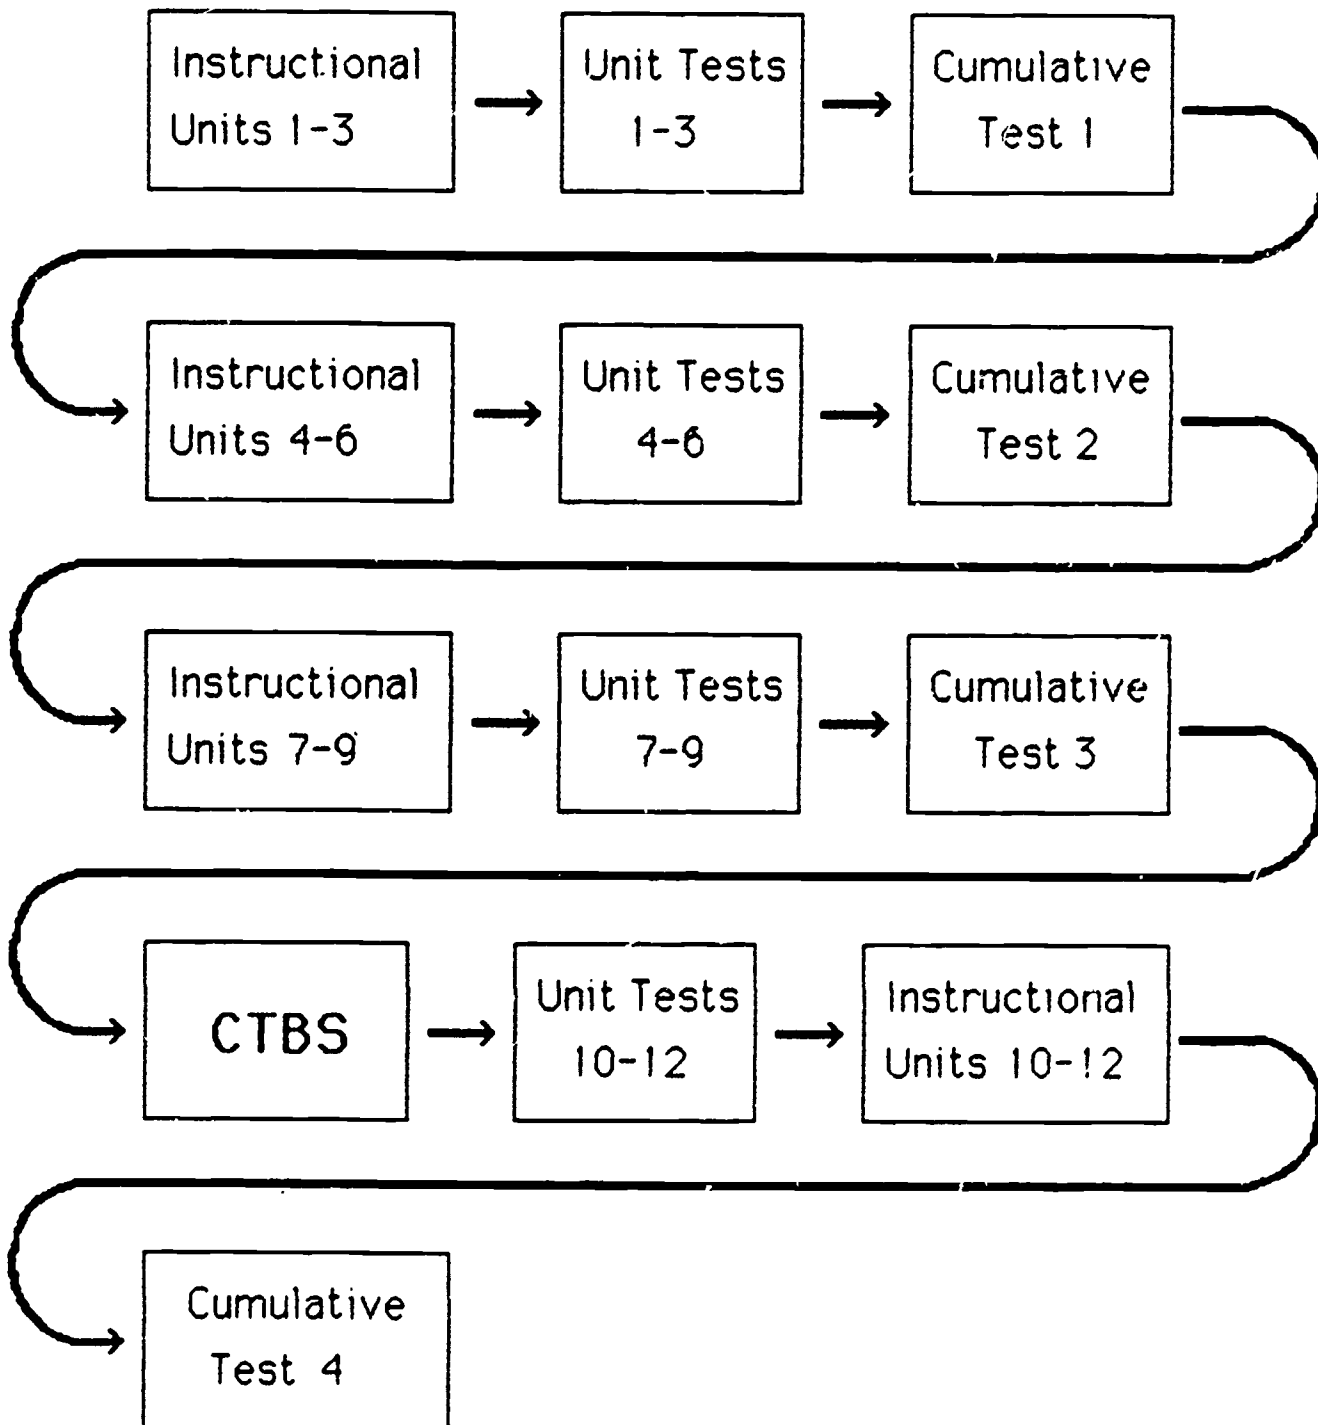 Instructional
Units 1-3
Unit Tests
1-3
Cumulative
Test 1
Instructional
Units 4-6
Unit Tests
4-6
Cumulative
Test 2
Instructional
Units 7-9
Unit Tests
7-9
Cumulative
Test 3
CTBS
Unit Tests
10-12
Instructional
Units 10-12
Cumulative
Test 4